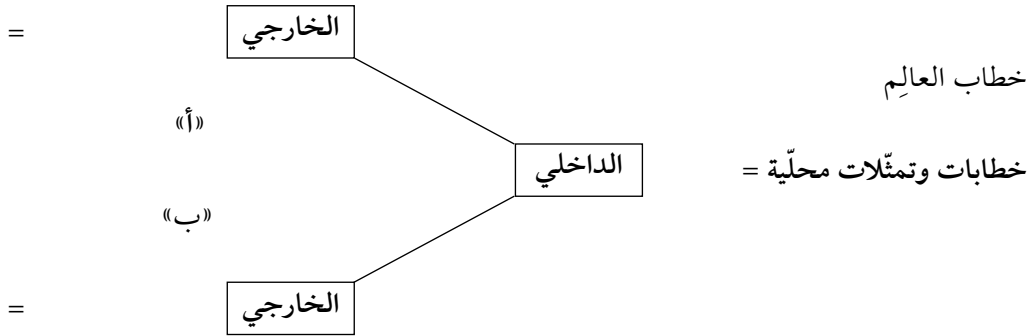 الخارجي =
خطاب العالِم
«أ»
خطابات وتمثّلات محلّية = الداخلي
«ب»
الخارجي =